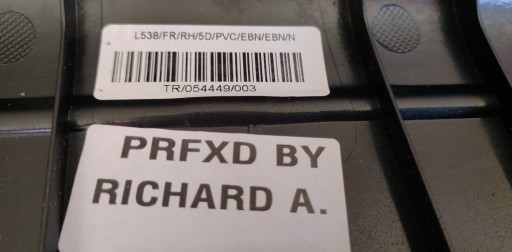 L538/FR/RH/5D/PVC/EBN/EBN/N
TR/054449/003
PRFXD BY
RICHARD A.